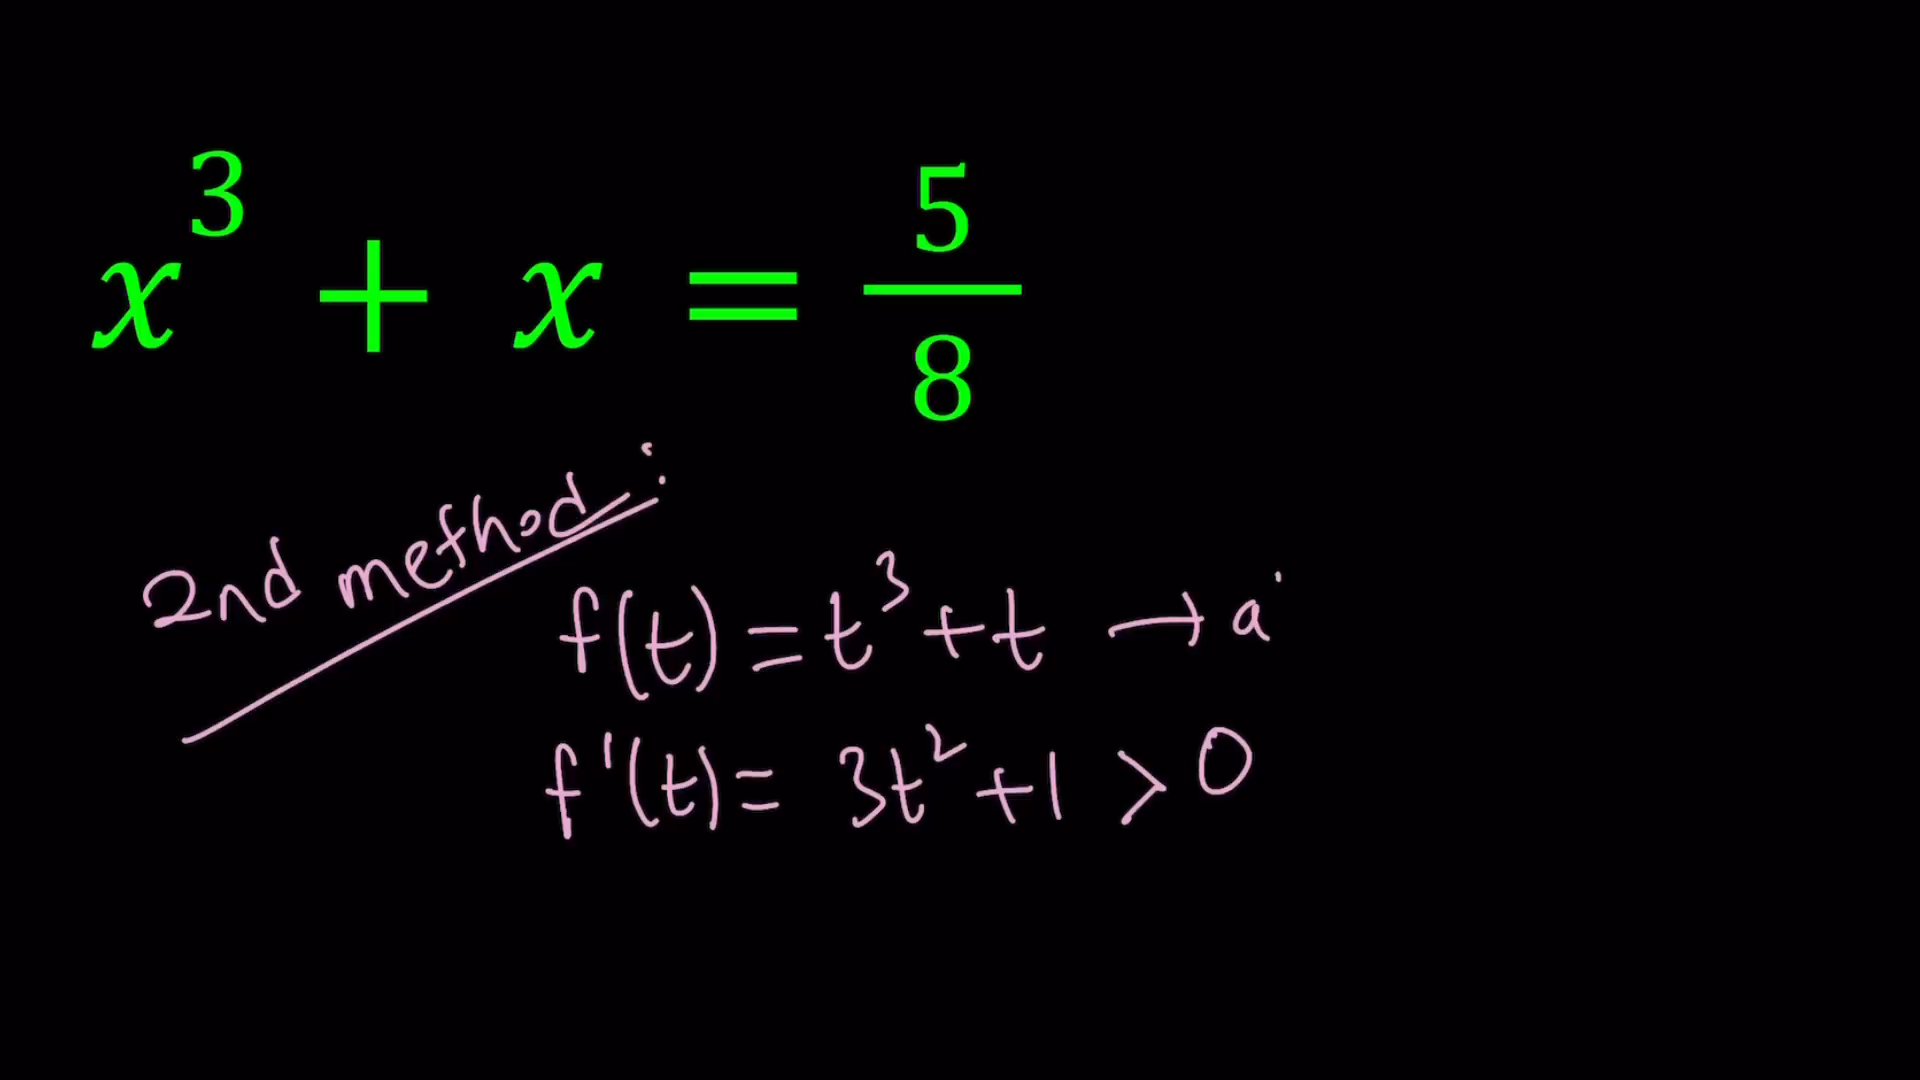 x³ + x = 5/8
2nd method:
f(t) = t³ + t → a
f'(t) = 3t² + 1 > 0